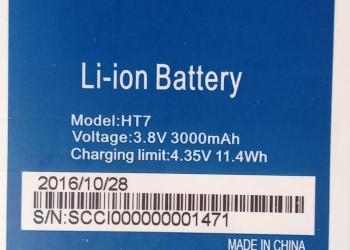 Li-ion Battery
Model:HT7
Voltage:3.8V 3000mAh
Charging limit:4.35V 11.4Wh
2016/10/28
S/N:SCCI000000001471
MADE IN CHINA